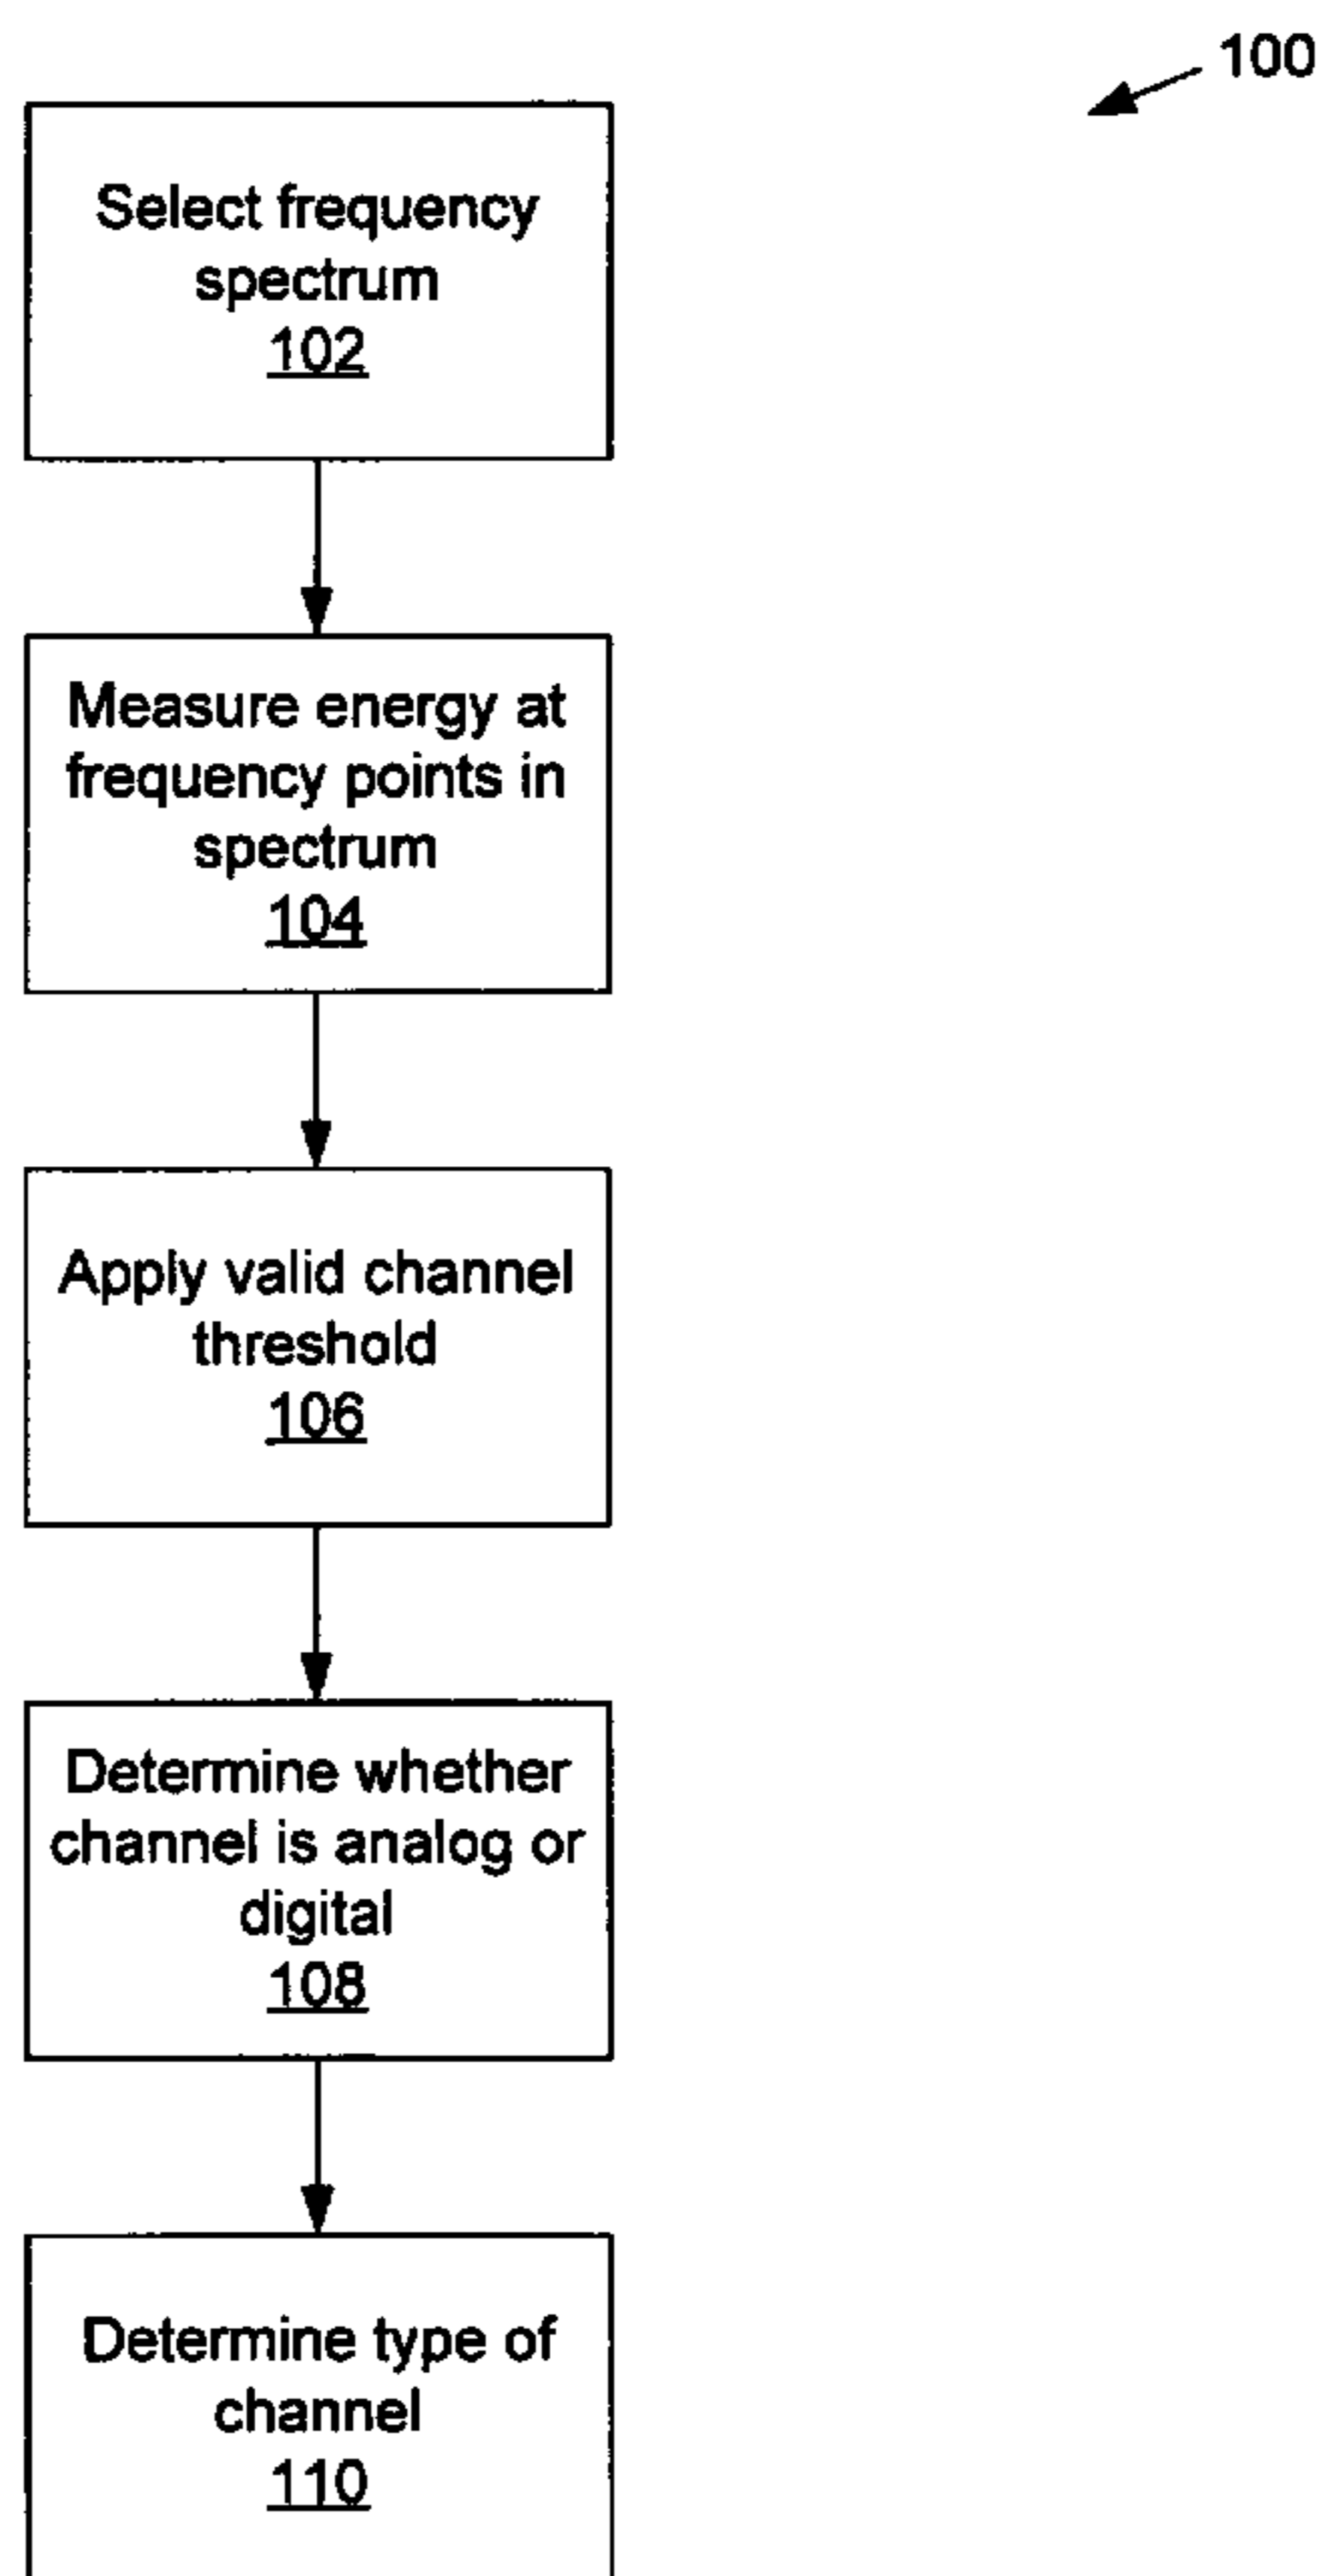 100
Select frequency
spectrum
102
Measure energy at
frequency points in
spectrum
104
Apply valid channel
threshold
106
Determine whether
channel is analog or
digital
108
Determine type of
channel
110